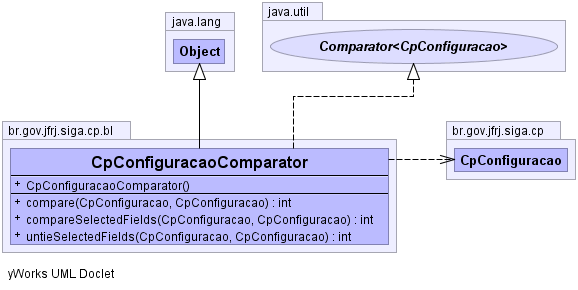 java.lang
Object
java.util
Comparator<CpConfiguracao>
br.gov.jfrj.siga.cp.bl
CpConfiguracaoComparator
+ CpConfiguracaoComparator()
+ compare(CpConfiguracao, CpConfiguracao) : int
+ compareSelectedFields(CpConfiguracao, CpConfiguracao) : int
+ untieSelectedFields(CpConfiguracao, CpConfiguracao) : int
br.gov.jfrj.siga.cp
CpConfiguracao
yWorks UML Doclet